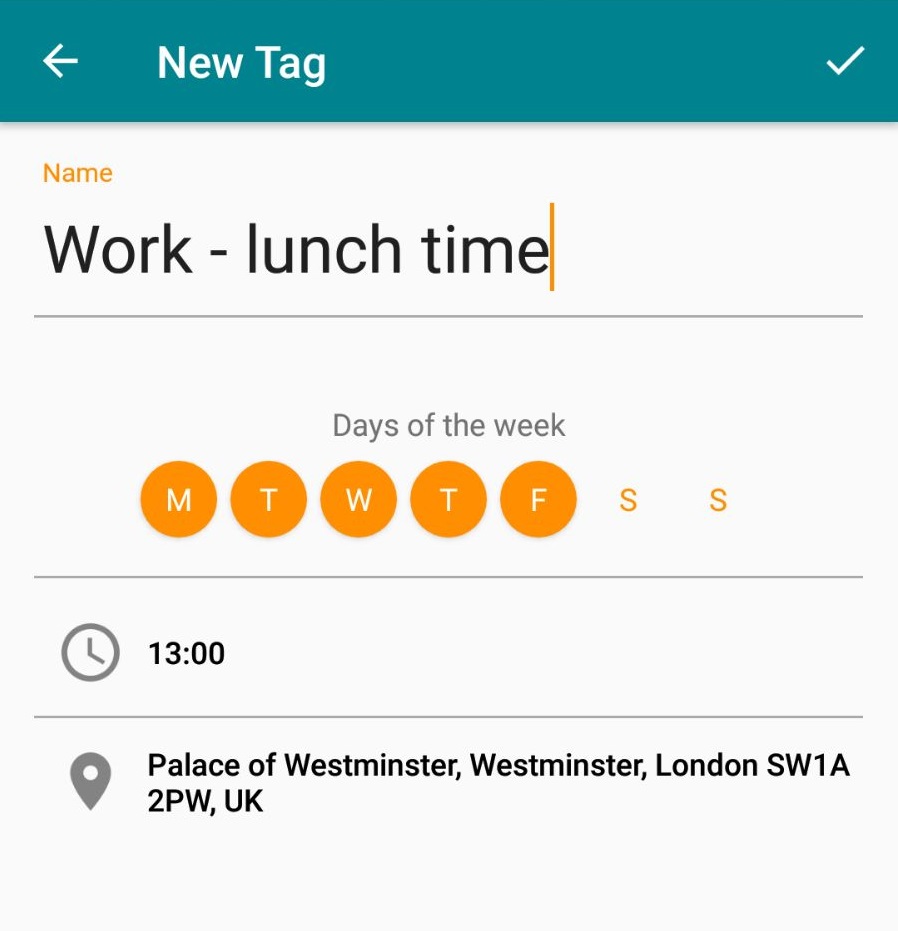 New Tag
Name
Work - lunch time
Days of the week
M T W T F S S
13:00
Palace of Westminster, Westminster, London SW1A
2PW, UK